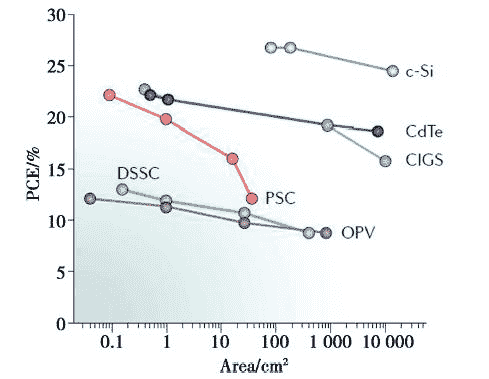 30
25
20
15
10
5
0
PCE/%
c-Si
CdTe
CIGS
DSSC
PSC
OPV
0.1 1 10 100 1 000 10 000
Area/cm²